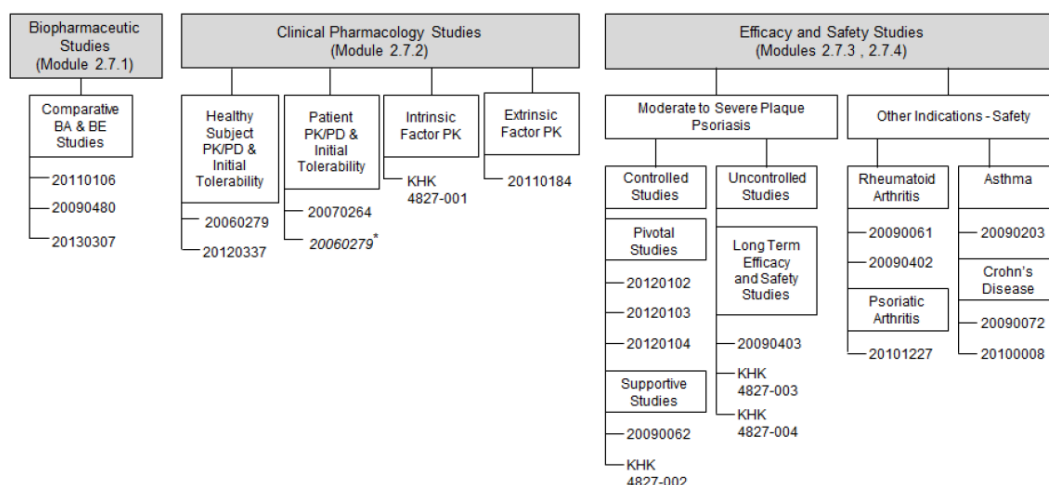 Biopharmaceutic
Studies
(Module 2.7.1)
Comparative
BA & BE
Studies
20110106
20090480
20130307
Clinical Pharmacology Studies
(Module 2.7.2)
Healthy
Subject
PK/PD &
Initial
Tolerability
20060279
20120337
Patient
PK/PD &
Initial
Tolerability
20070264
20060279*
Intrinsic
Factor PK
KHK
4827-001
Extrinsic
Factor PK
20110184
Efficacy and Safety Studies
(Modules 2.7.3 , 2.7.4)
Moderate to Severe Plaque
Psoriasis
Controlled
Studies
Pivotal
Studies
20120102
20120103
20120104
Supportive
Studies
20090062
KHK
4827-002
Uncontrolled
Studies
Long Term
Efficacy
and Safety
Studies
20090403
KHK
4827-003
KHK
4827-004
Other Indications - Safety
Rheumatoid
Arthritis
20090061
20090402
Psoriatic
Arthritis
20101227
Asthma
20090203
Crohn's
Disease
20090072
20100008